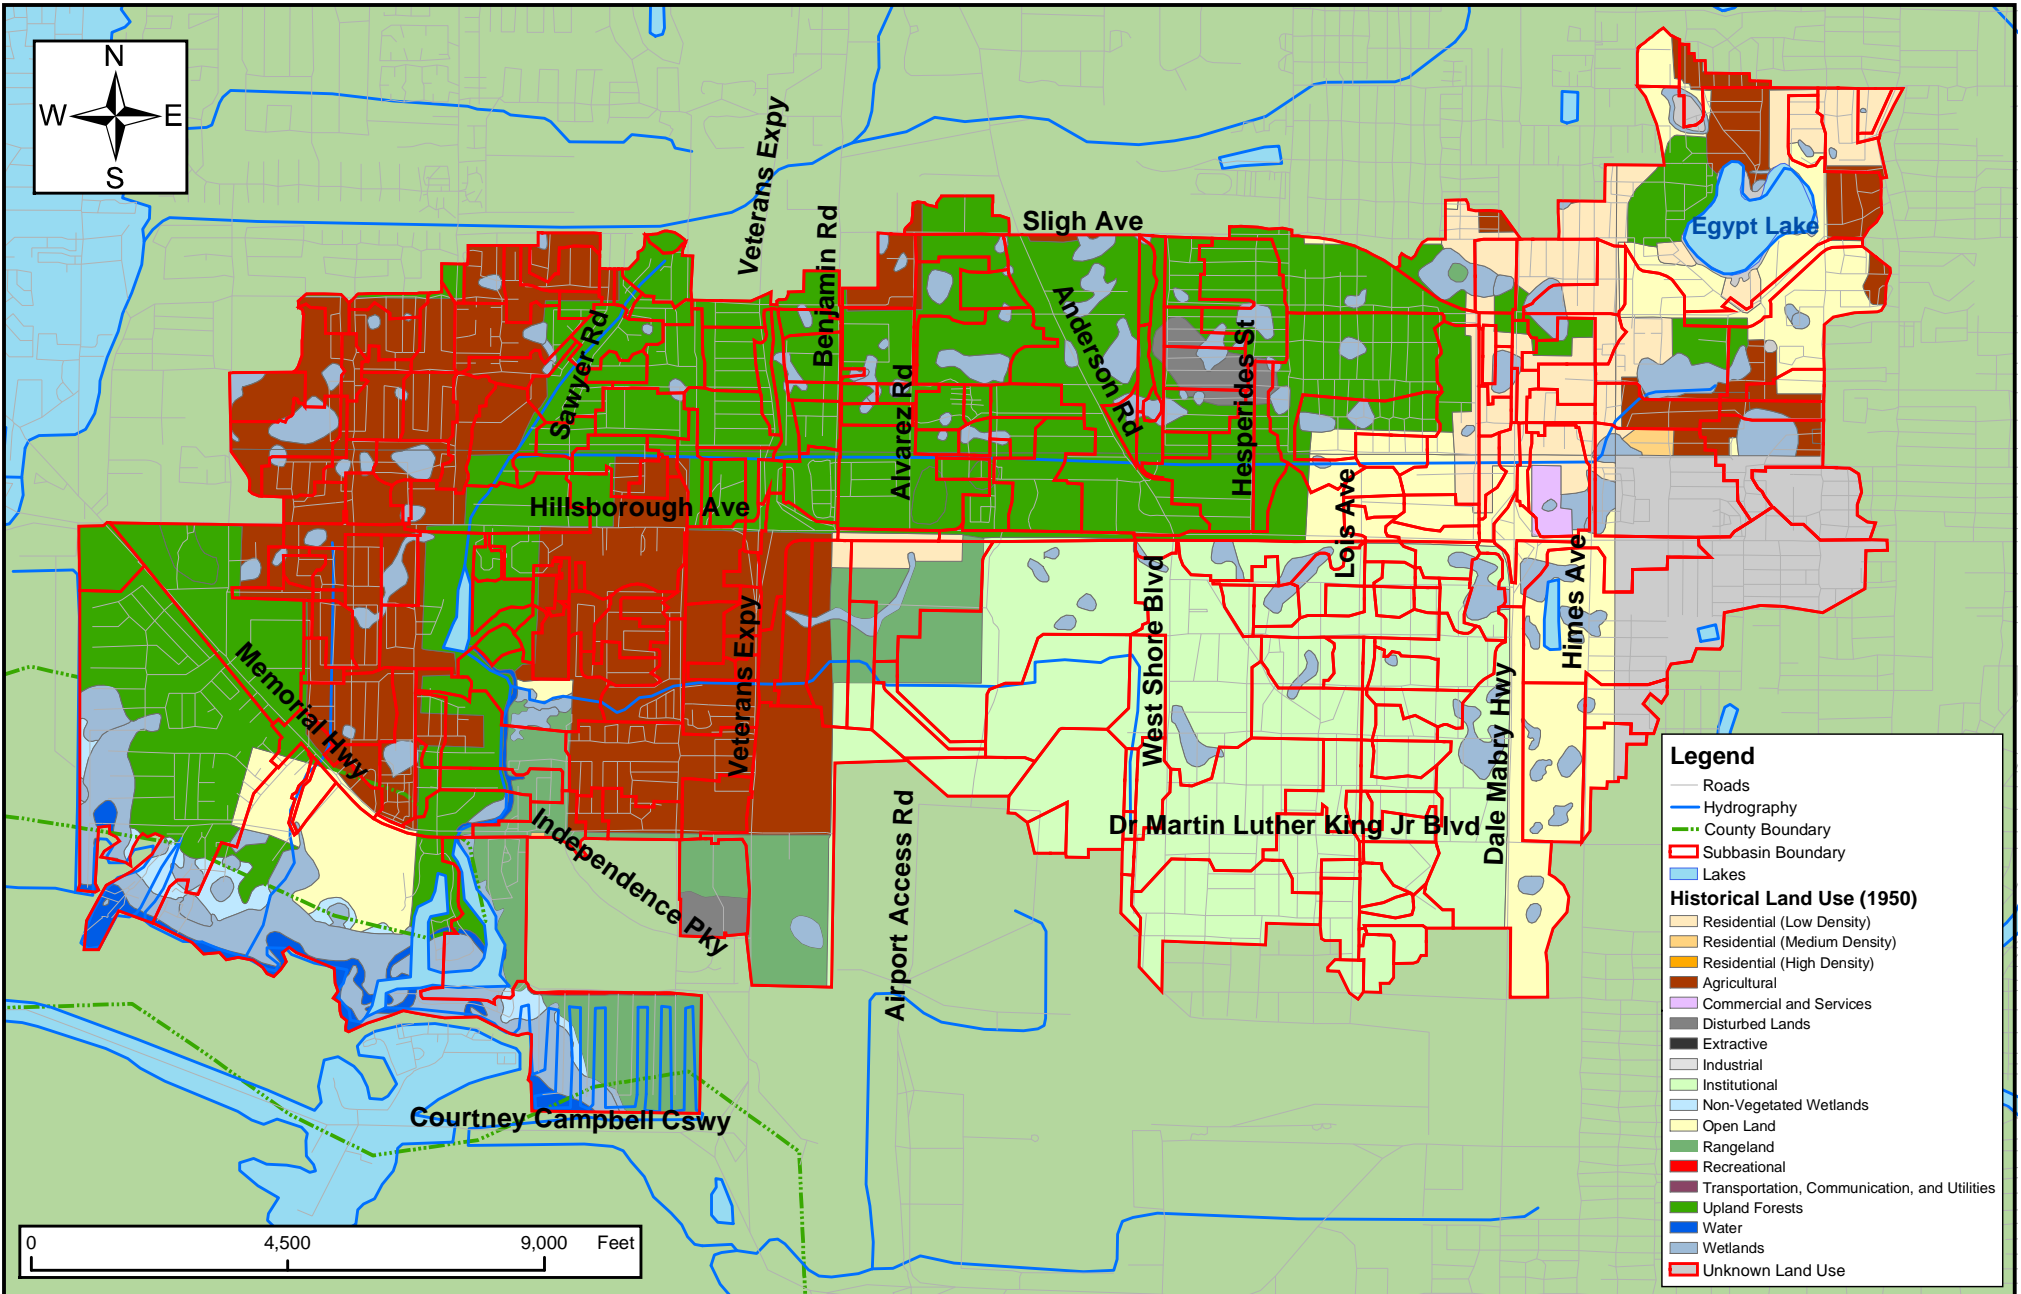 N
W E
S
Veterans Expy
Benjamin Rd
Sligh Ave
Egypt Lake
Sawyer Rd
Anderson Rd
Hesperides St
Alvarez Rd
Hillsborough Ave
Lois Ave
Himes Ave
West Shore Blvd
Memorial Hwy
Veterans Expy
Dale Mabry Hwy
Dr Martin Luther King Jr Blvd
Independence Pky
Airport Access Rd
Courtney Campbell Cswy
0 4,500 9,000 Feet
Legend
Roads
Hydrography
County Boundary
Subbasin Boundary
Lakes
Historical Land Use (1950)
Residential (Low Density)
Residential (Medium Density)
Residential (High Density)
Agricultural
Commercial and Services
Disturbed Lands
Extractive
Industrial
Institutional
Non-Vegetated Wetlands
Open Land
Rangeland
Recreational
Transportation, Communication, and Utilities
Upland Forests
Water
Wetlands
Unknown Land Use